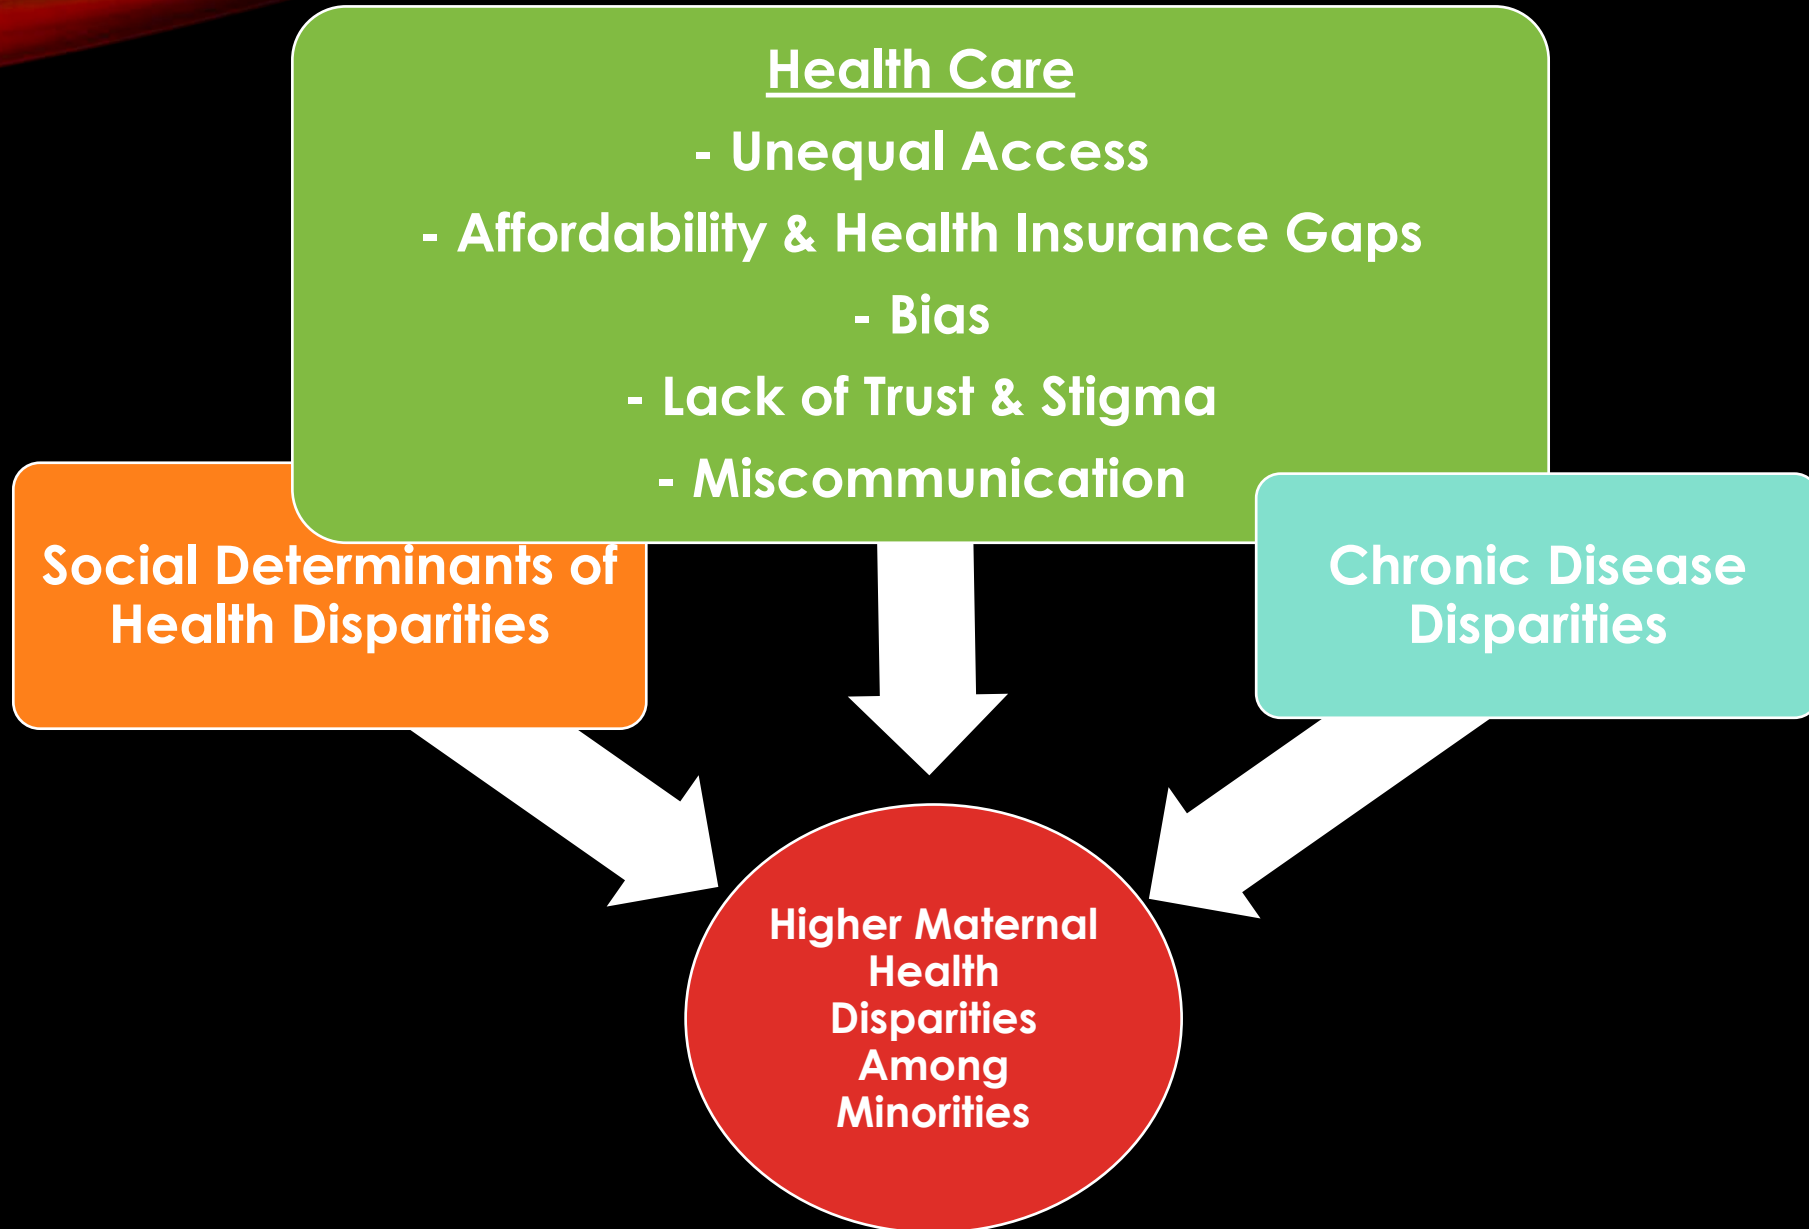 Health Care
- Unequal Access
- Affordability & Health Insurance Gaps
- Bias
- Lack of Trust & Stigma
- Miscommunication
Social Determinants of
Health Disparities
Chronic Disease
Disparities
Higher Maternal
Health
Disparities
Among
Minorities